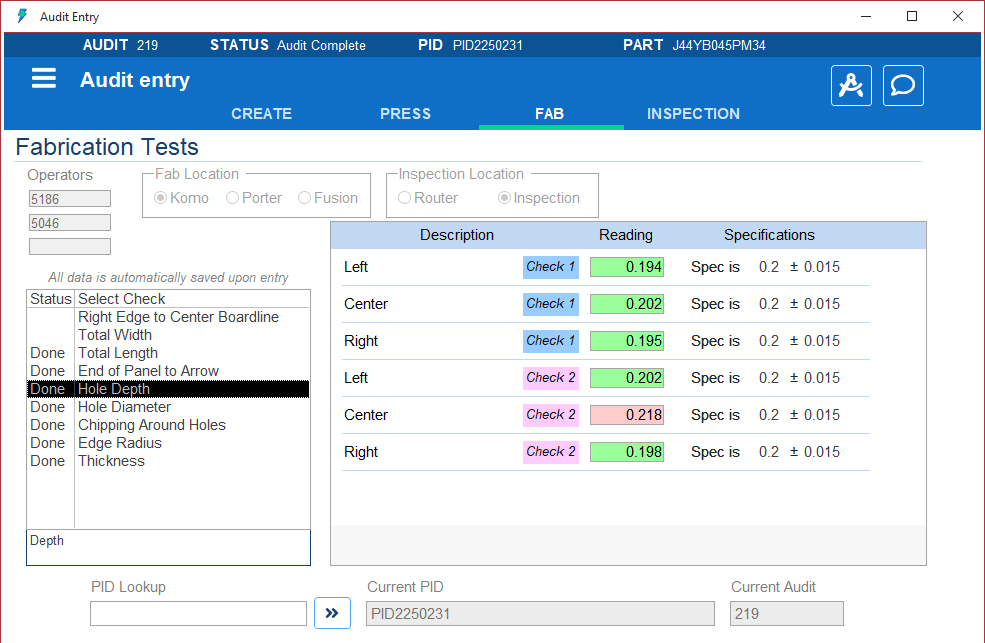 Audit Entry
AUDIT 219 STATUS Audit Complete PID PID2250231 PART J44YB045PM34
Audit entry
CREATE PRESS FAB INSPECTION
Fabrication Tests
Operators
5186
5046
Fab Location
Komo Porter Fusion
Inspection Location
Router Inspection
All data is automatically saved upon entry
Status Select Check
Right Edge to Center Boardline
Total Width
Done Total Length
Done End of Panel to Arrow
Done Hole Depth
Done Hole Diameter
Done Chipping Around Holes
Done Edge Radius
Done Thickness
Depth
Description Reading Specifications
Left Check 1 0.194 Spec is 0.2 ± 0.015
Center Check 1 0.202 Spec is 0.2 ± 0.015
Right Check 1 0.195 Spec is 0.2 ± 0.015
Left Check 2 0.202 Spec is 0.2 ± 0.015
Center Check 2 0.218 Spec is 0.2 ± 0.015
Right Check 2 0.198 Spec is 0.2 ± 0.015
PID Lookup
Current PID
PID2250231
Current Audit
219